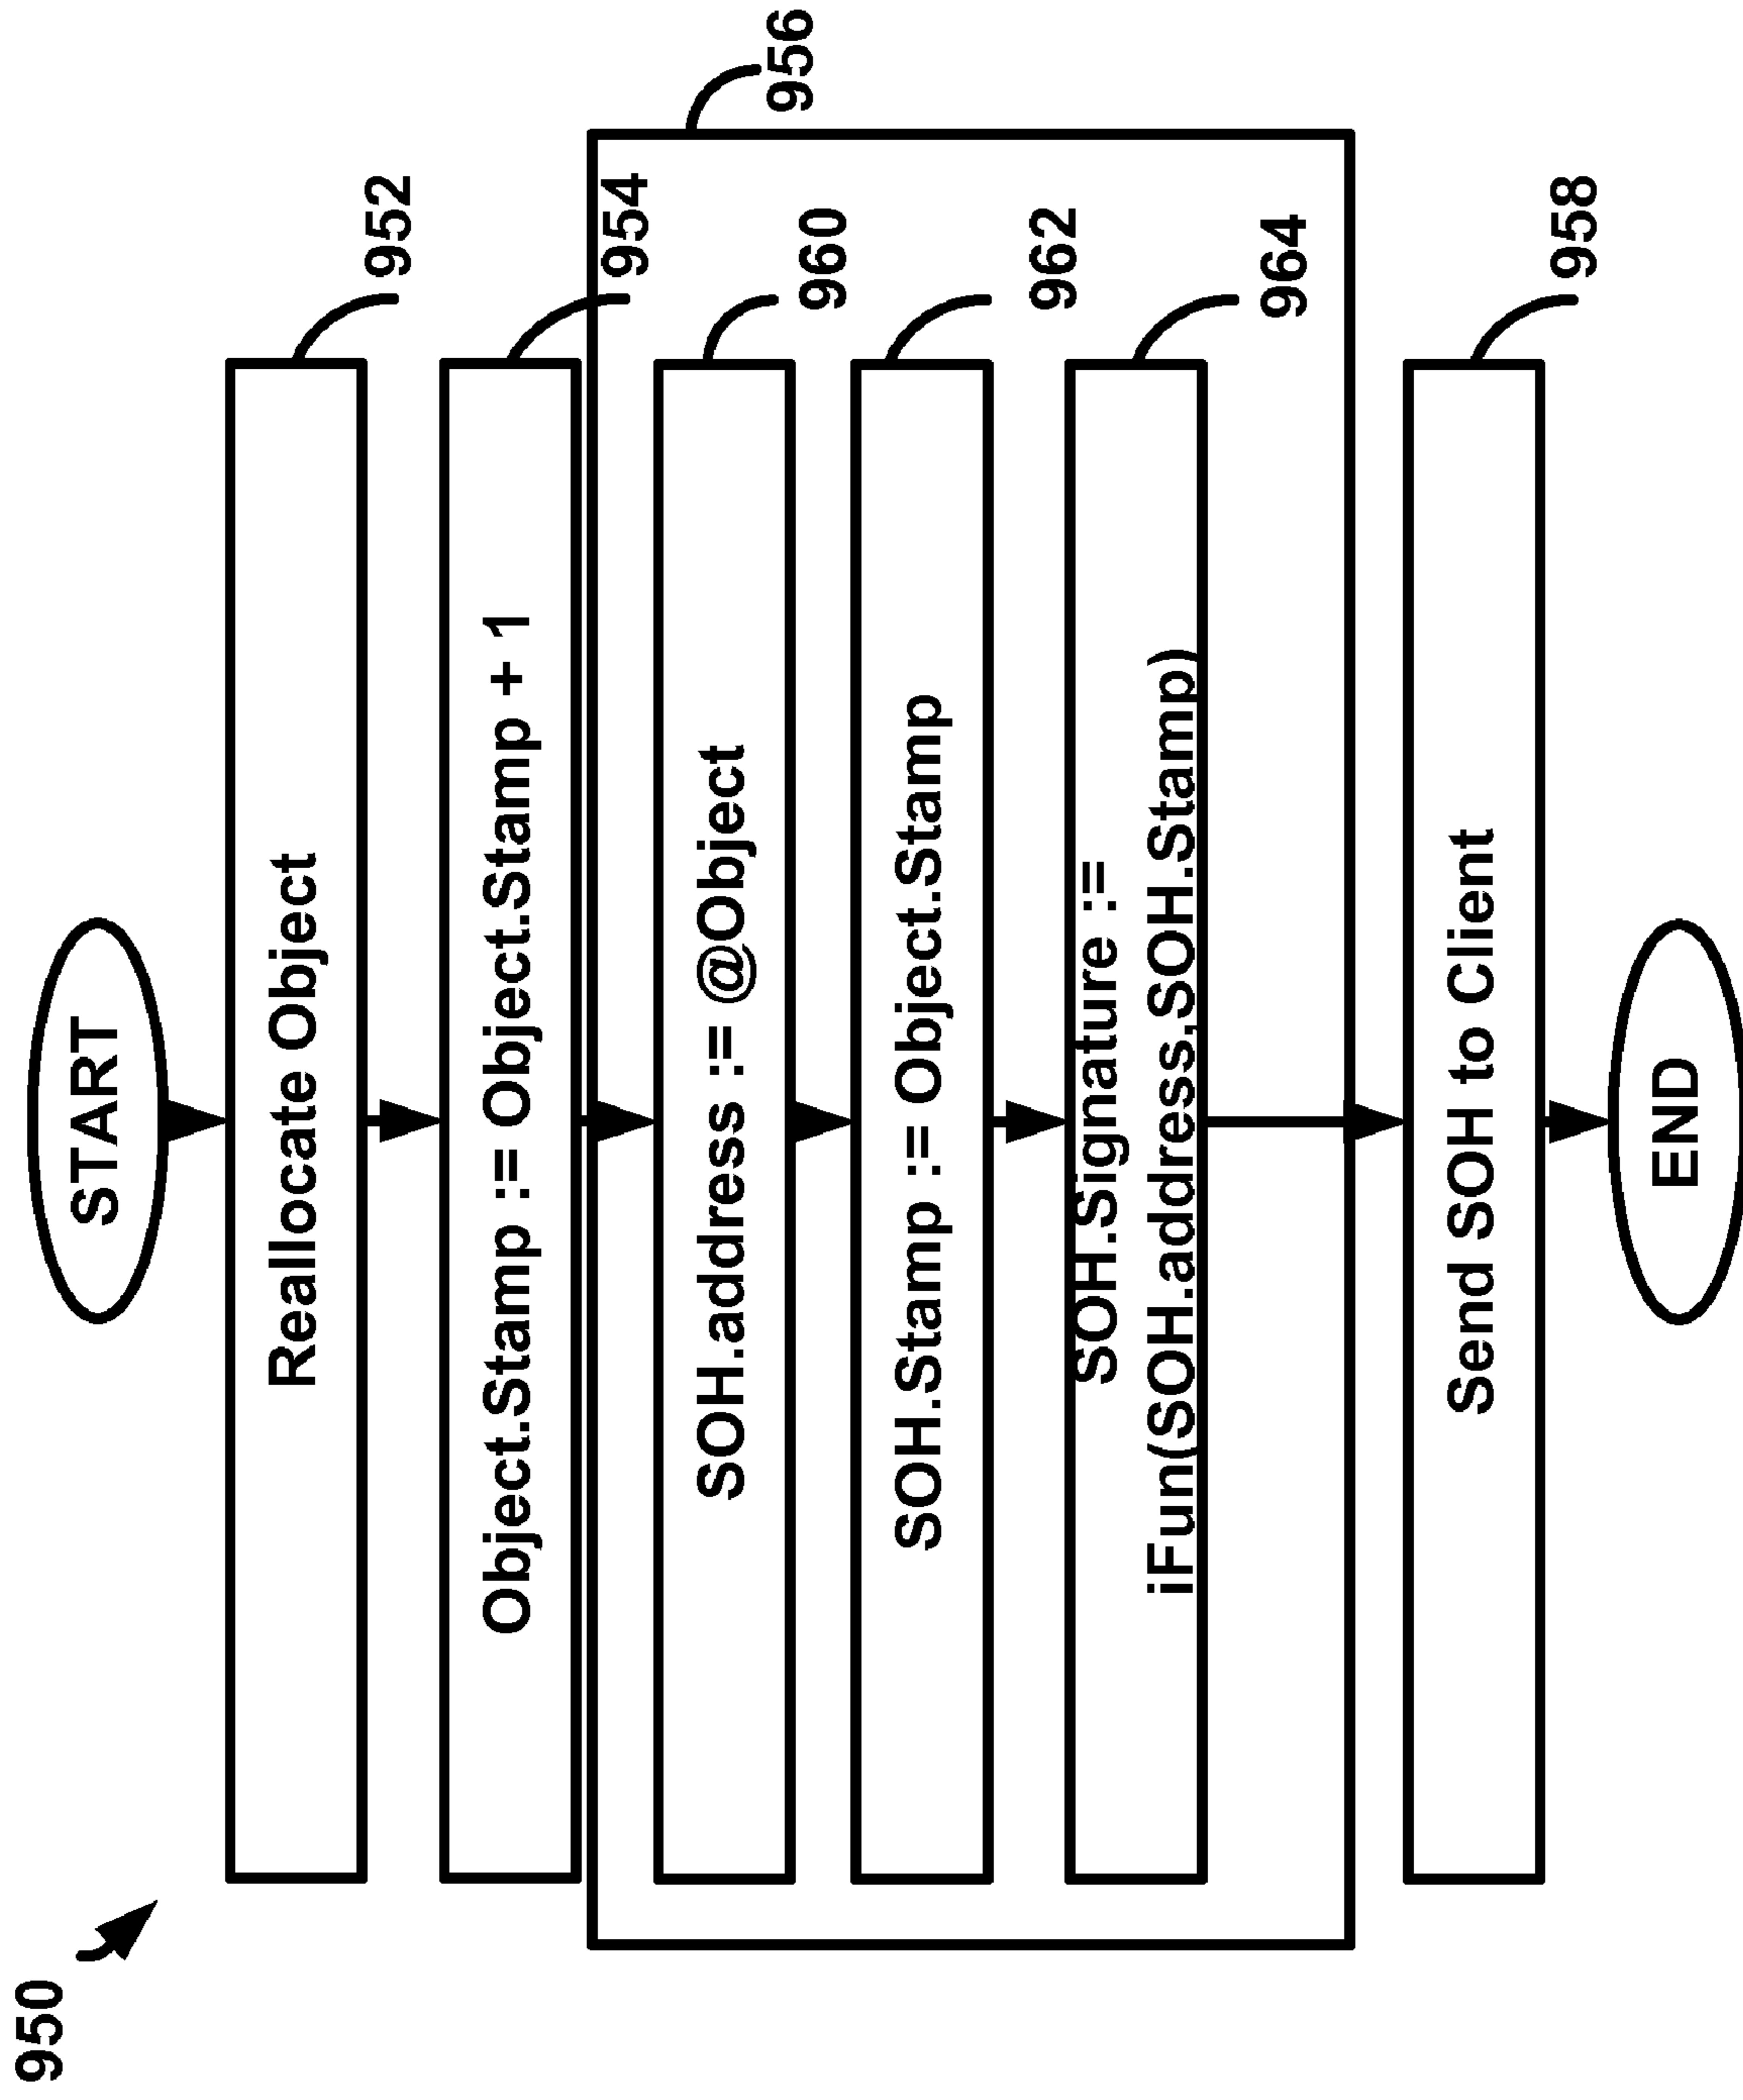 950
START
Reallocate Object
952
Object.Stamp := Object.Stamp + 1
954
956
SOH.address := @Object
960
SOH.Stamp := Object.Stamp
962
SOH.Signature :=
iFun(SOH.address,SOH.Stamp)
964
Send SOH to Client
958
END